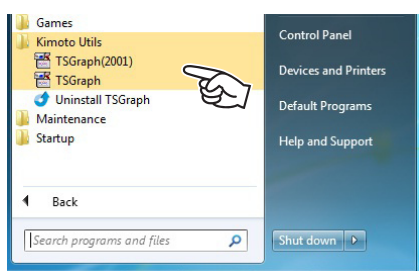 Games
Kimoto Utils
TSGraph(2001)
TSGraph
Uninstall TSGraph
Maintenance
Startup
Back
Search programs and files
Control Panel
Devices and Printers
Default Programs
Help and Support
Shut down